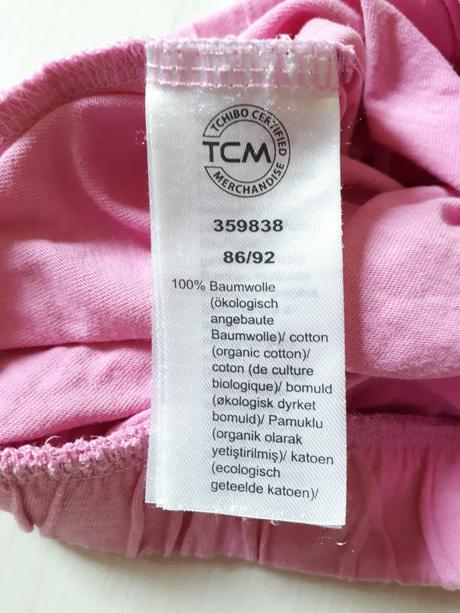 TCHIBO CERTIFIED
TCM
MERCHANDISE
359838
86/92
100% Baumwolle
(ökologisch
angebaute
Baumwolle)/ cotton
(organic cotton)/
coton (de culture
biologique)/ bomuld
(økologisk dyrket
bomuld)/ Pamuklu
(organik olarak
yetiştirilmiş)/ katoen
(ecologisch
geteelde katoen)/